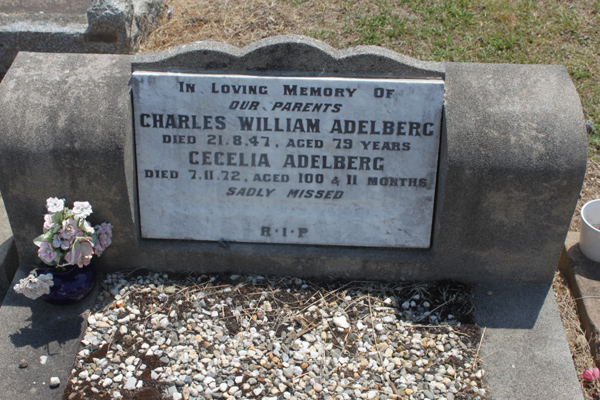 In Loving Memory Of
OUR PARENTS
CHARLES WILLIAM ADELBERG
DIED 21.8.47, AGED 79 YEARS
CECELIA ADELBERG
DIED 7.11.72, AGED 100 & 11 MONTHS
SADLY MISSED
R·I·P